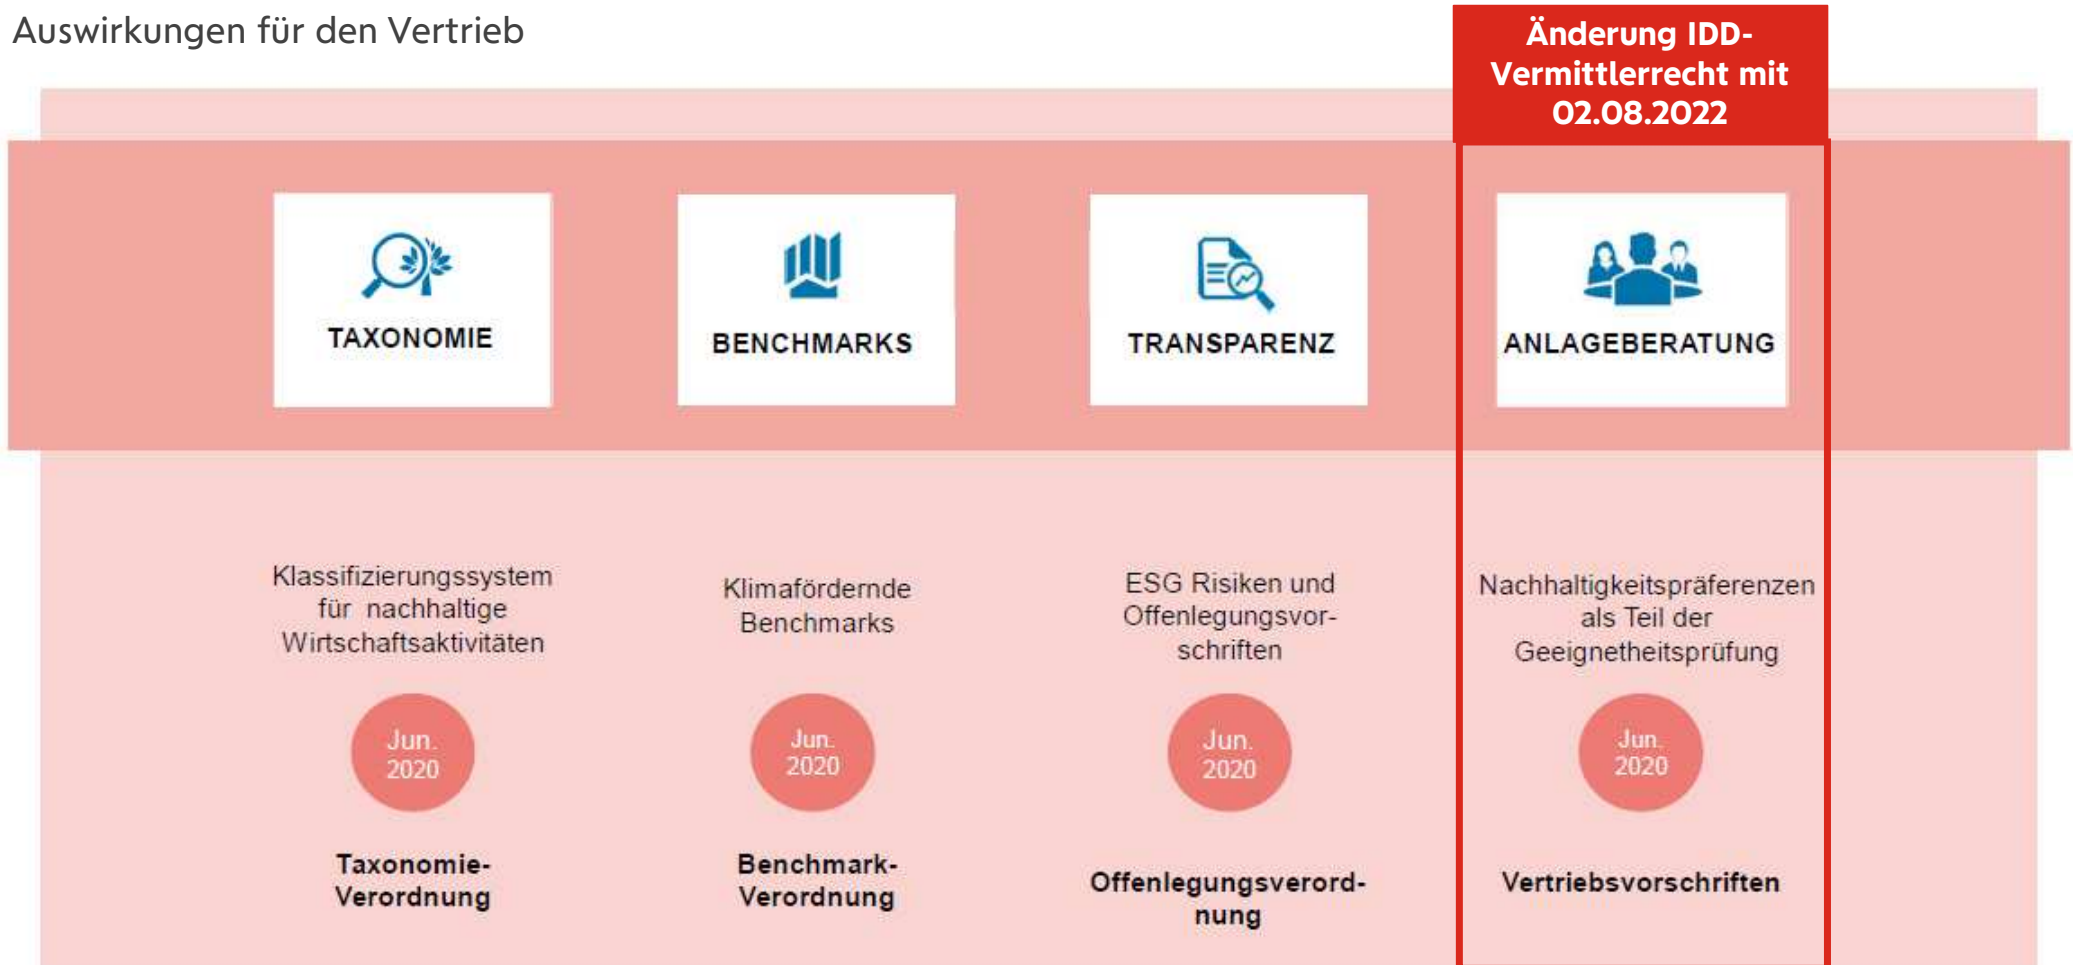 Auswirkungen für den Vertrieb
Änderung IDD-
Vermittlerrecht mit
02.08.2022
TAXONOMIE
BENCHMARKS
TRANSPARENZ
ANLAGEBERATUNG
Klassifizierungssystem
für nachhaltige
Wirtschaftsaktivitäten
Klimafördernde
Benchmarks
ESG Risiken und
Offenlegungsvor-
schriften
Nachhaltigkeitspräferenzen
als Teil der
Geeignetheitsprüfung
Jun.
2020
Jun.
2020
Jun.
2020
Jun.
2020
Taxonomie-
Verordnung
Benchmark-
Verordnung
Offenlegungsverord-
nung
Vertriebsvorschriften